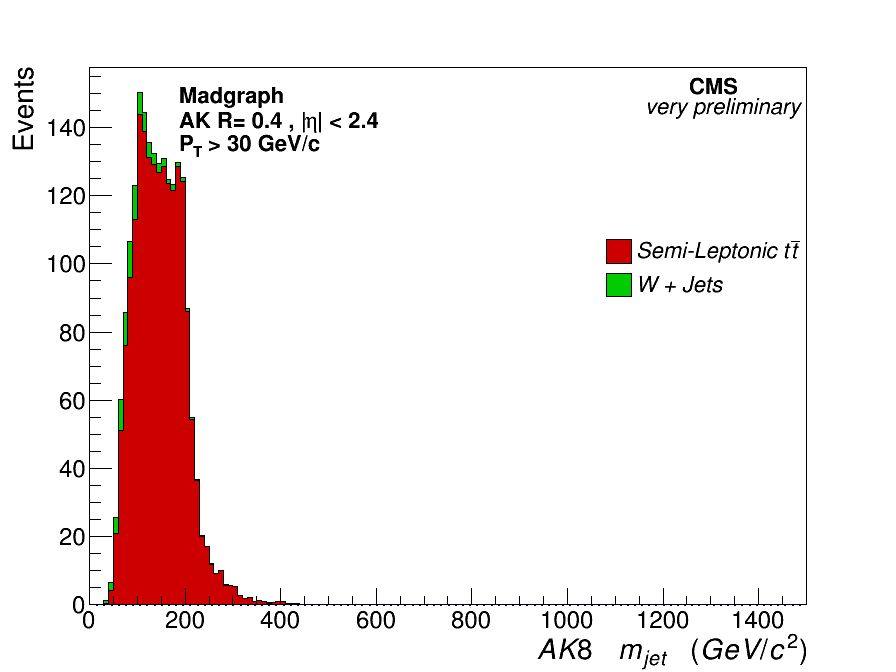 Events
Madgraph
AK R= 0.4 , |η| < 2.4
P_T > 30 GeV/c
CMS
very preliminary
Semi-Leptonic tt̄
W + Jets
140
120
100
80
60
40
20
0
0 200 400 600 800 1000 1200 1400
AK8 m_jet (GeV/c²)